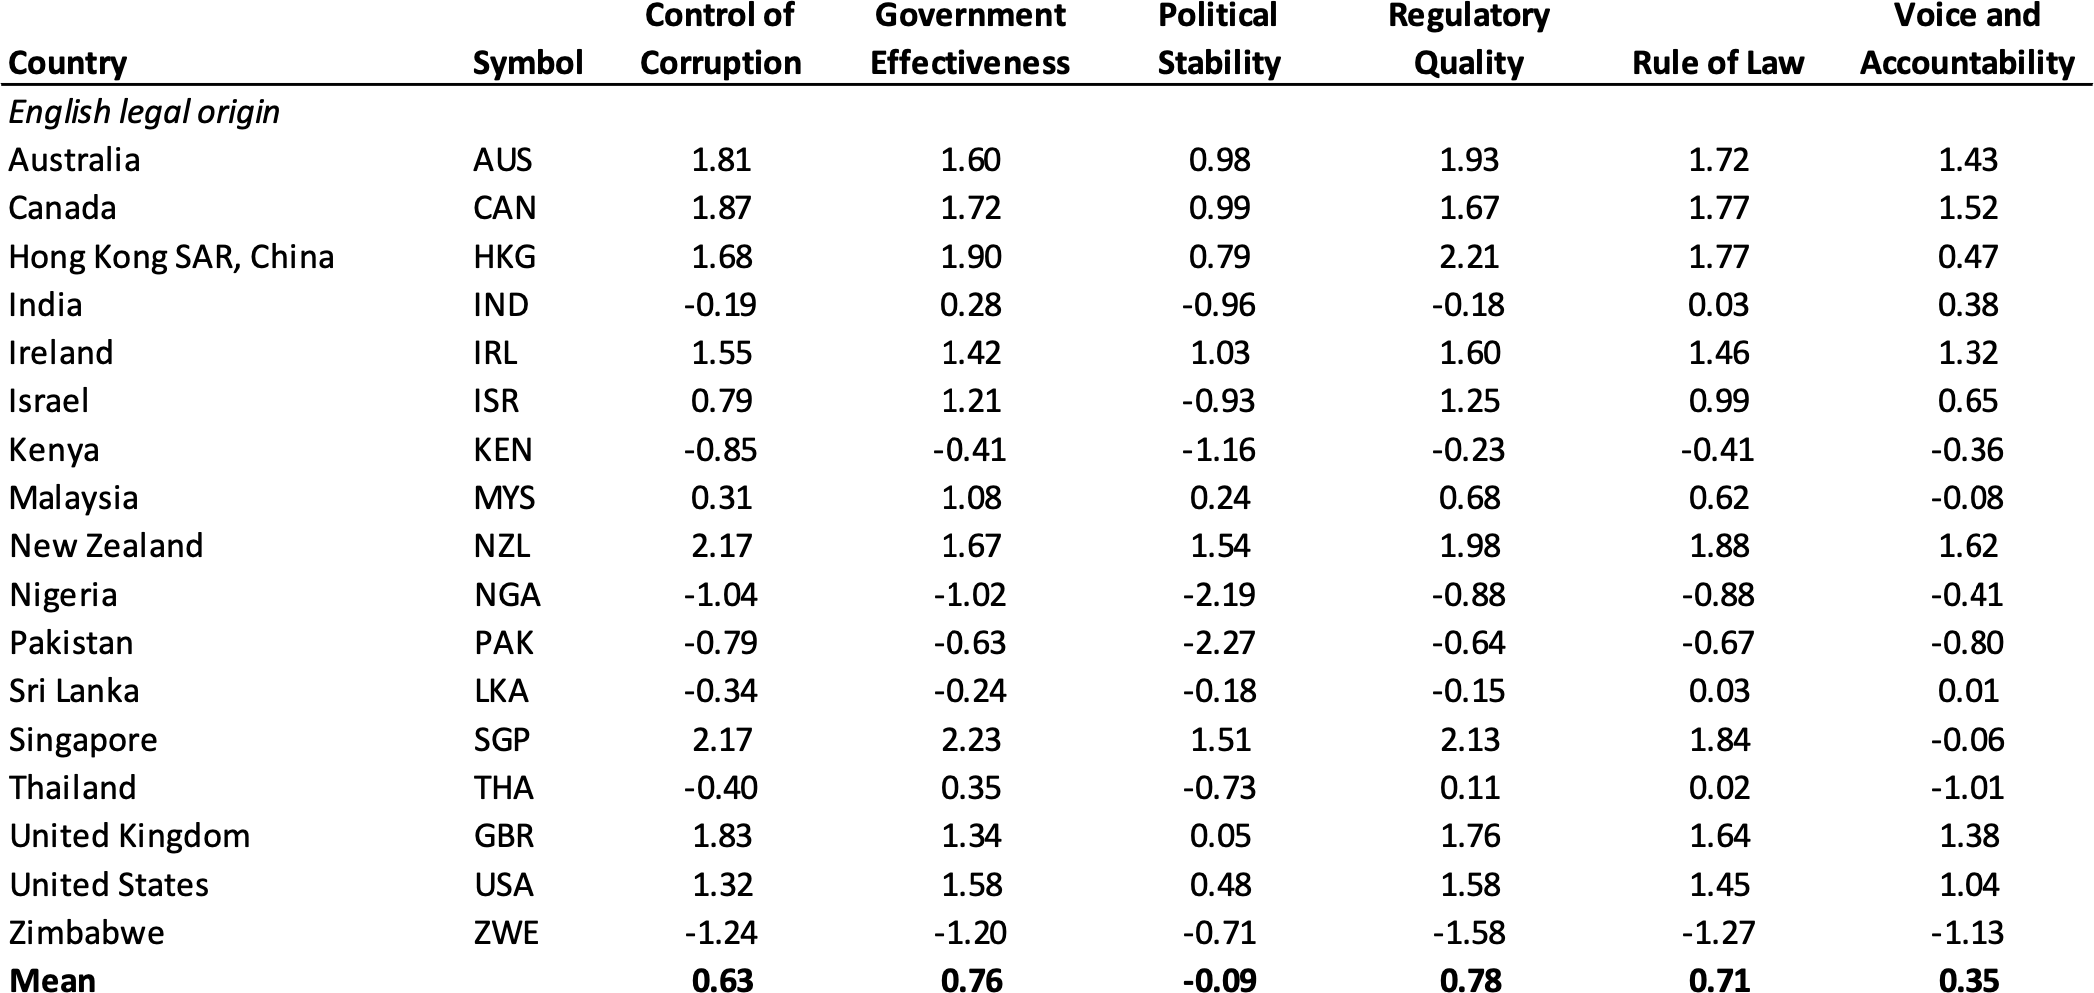 Control of Government Political Regulatory Voice and
Country Symbol Corruption Effectiveness Stability Quality Rule of Law Accountability
English legal origin
Australia AUS 1.81 1.60 0.98 1.93 1.72 1.43
Canada CAN 1.87 1.72 0.99 1.67 1.77 1.52
Hong Kong SAR, China HKG 1.68 1.90 0.79 2.21 1.77 0.47
India IND -0.19 0.28 -0.96 -0.18 0.03 0.38
Ireland IRL 1.55 1.42 1.03 1.60 1.46 1.32
Israel ISR 0.79 1.21 -0.93 1.25 0.99 0.65
Kenya KEN -0.85 -0.41 -1.16 -0.23 -0.41 -0.36
Malaysia MYS 0.31 1.08 0.24 0.68 0.62 -0.08
New Zealand NZL 2.17 1.67 1.54 1.98 1.88 1.62
Nigeria NGA -1.04 -1.02 -2.19 -0.88 -0.88 -0.41
Pakistan PAK -0.79 -0.63 -2.27 -0.64 -0.67 -0.80
Sri Lanka LKA -0.34 -0.24 -0.18 -0.15 0.03 0.01
Singapore SGP 2.17 2.23 1.51 2.13 1.84 -0.06
Thailand THA -0.40 0.35 -0.73 0.11 0.02 -1.01
United Kingdom GBR 1.83 1.34 0.05 1.76 1.64 1.38
United States USA 1.32 1.58 0.48 1.58 1.45 1.04
Zimbabwe ZWE -1.24 -1.20 -0.71 -1.58 -1.27 -1.13
Mean 0.63 0.76 -0.09 0.78 0.71 0.35